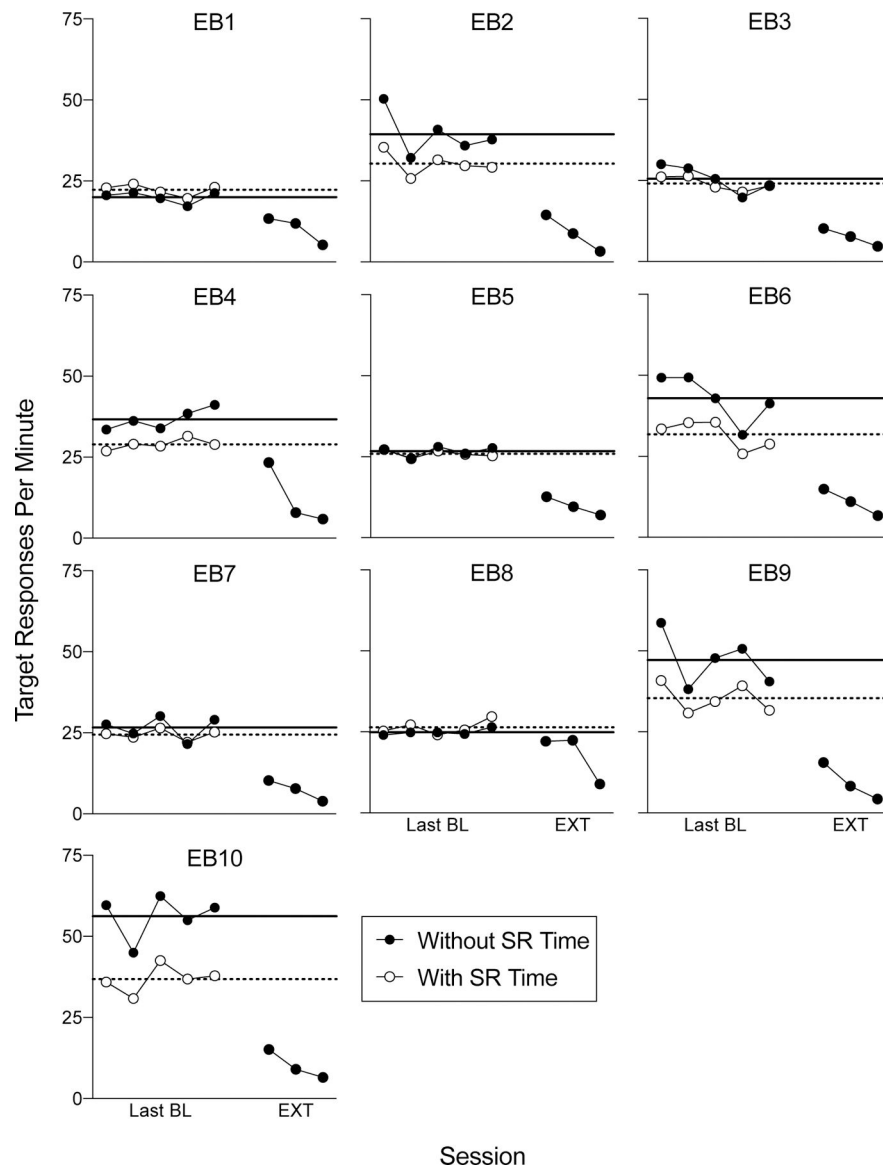 EB1
EB2
EB3
75
50
25
0
EB4
EB5
EB6
75
50
25
0
EB7
EB8
EB9
75
50
25
0
Last BL
EXT
Last BL
EXT
EB10
75
50
25
0
Last BL
EXT
Without SR Time
With SR Time
Target Responses Per Minute
Session